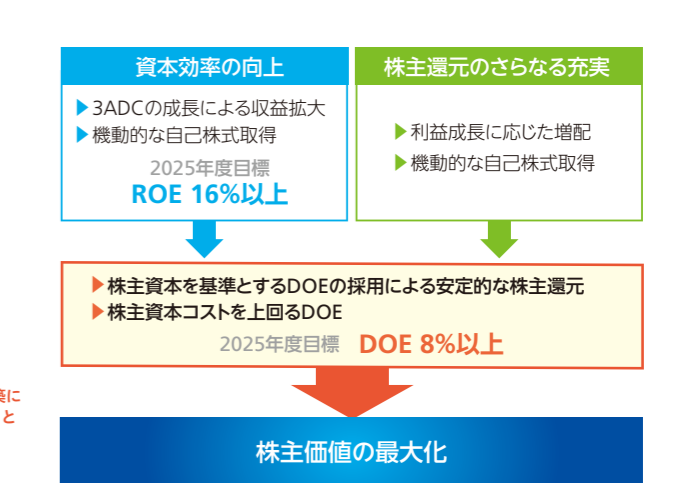 資本効率の向上
▶3ADCの成長による収益拡大
▶機動的な自己株式取得
2025年度目標
ROE 16%以上
株主還元のさらなる充実
▶利益成長に応じた増配
▶機動的な自己株式取得
▶株主資本を基準とするDOEの採用による安定的な株主還元
▶株主資本コストを上回るDOE
2025年度目標 DOE 8%以上
に
と
株主価値の最大化